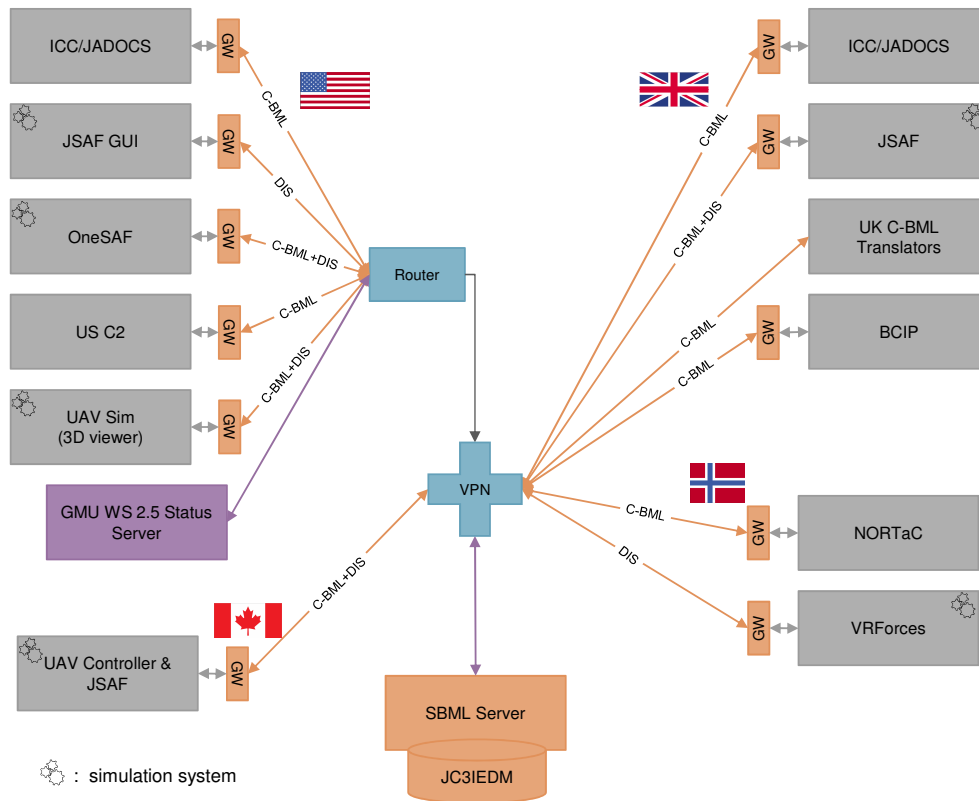 ICC/JADOCS
GW
C-BML
JSAF GUI
GW
DIS
OneSAF
GW
C-BML+DIS
Router
US C2
GW
C-BML
UAV Sim
(3D viewer)
GW
C-BML+DIS
GMU WS 2.5 Status
Server
VPN
C-BML+DIS
UAV Controller &
JSAF
GW
SBML Server
JC3IEDM
: simulation system
GW
ICC/JADOCS
C-BML
GW
JSAF
C-BML+DIS
UK C-BML
Translators
C-BML
GW
BCIP
C-BML
C-BML
GW
NORTaC
DIS
GW
VRForces